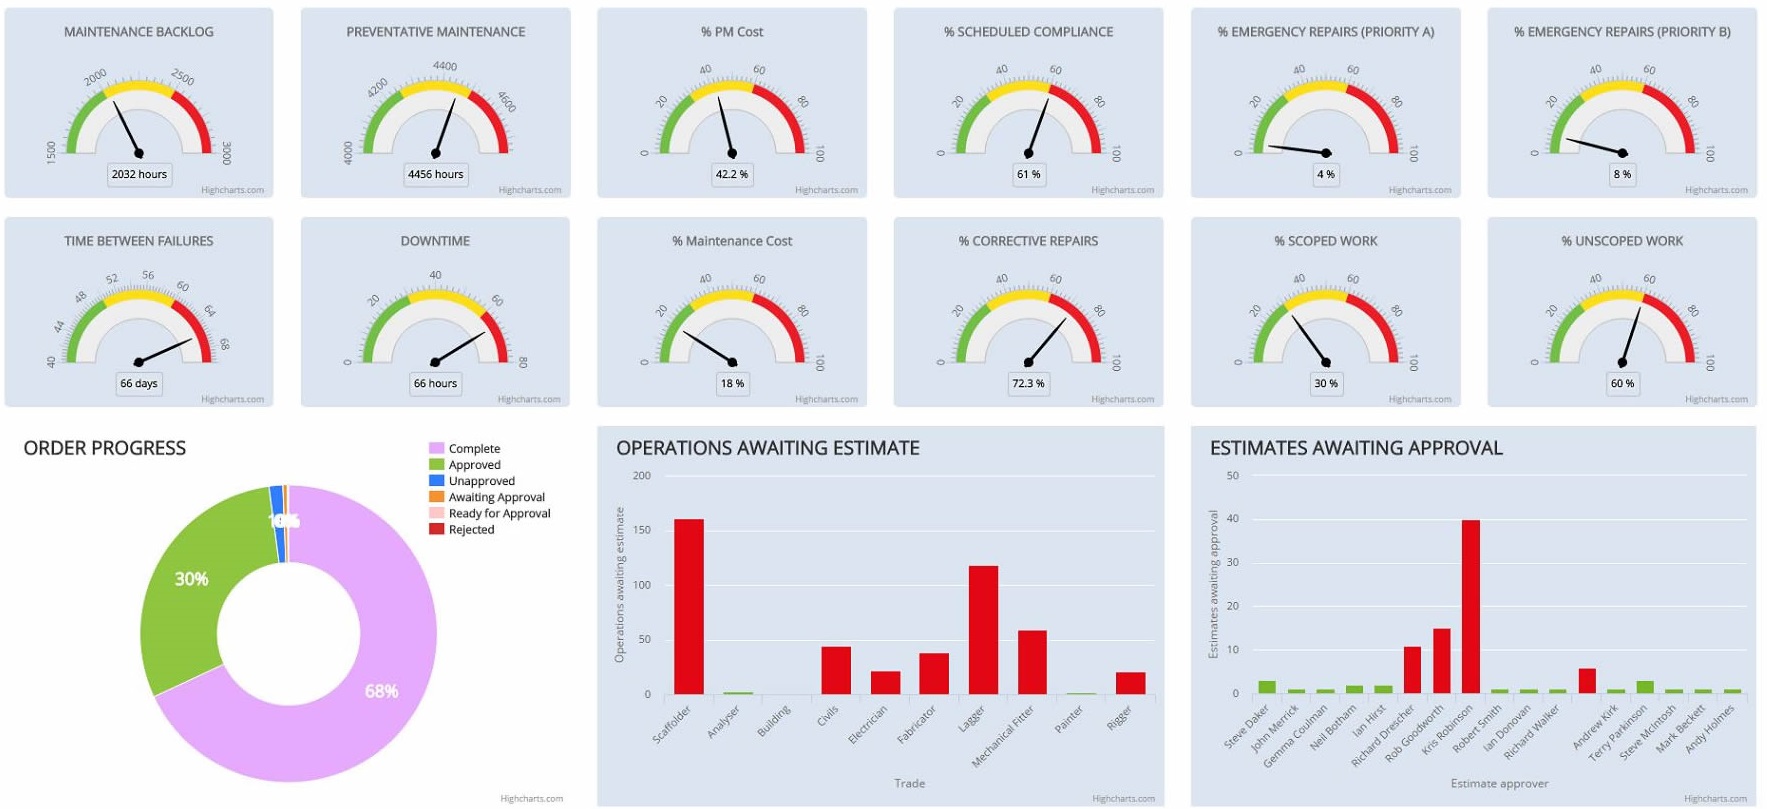 MAINTENANCE BACKLOG
1500
2000
2500
3000
2032 hours
Highcharts.com
PREVENTATIVE MAINTENANCE
4000
4200
4400
4600
4456 hours
Highcharts.com
% PM Cost
0
20
40
60
80
100
42.2 %
Highcharts.com
% SCHEDULED COMPLIANCE
0
20
40
60
80
100
61 %
Highcharts.com
% EMERGENCY REPAIRS (PRIORITY A)
0
20
40
60
80
100
4 %
Highcharts.com
% EMERGENCY REPAIRS (PRIORITY B)
0
20
40
60
80
100
8 %
Highcharts.com
TIME BETWEEN FAILURES
40
44
48
52
56
60
64
68
66 days
Highcharts.com
DOWNTIME
0
20
40
60
80
66 hours
Highcharts.com
% Maintenance Cost
0
20
40
60
80
100
18 %
Highcharts.com
% CORRECTIVE REPAIRS
0
20
40
60
80
100
72.3 %
Highcharts.com
% SCOPED WORK
0
20
40
60
80
100
30 %
Highcharts.com
% UNSCOPED WORK
0
20
40
60
80
100
60 %
Highcharts.com
ORDER PROGRESS
Complete
Approved
Unapproved
Awaiting Approval
Ready for Approval
Rejected
30%
68%
Highcharts.com
OPERATIONS AWAITING ESTIMATE
Operations awaiting estimate
200
150
100
50
0
Scaffolder
Analyser
Building
Civils
Electrician
Fabricator
Lagger
Mechanical Fitter
Painter
Rigger
Trade
Highcharts.com
ESTIMATES AWAITING APPROVAL
Estimates awaiting approval
50
40
30
20
10
0
Steve Daker
John Merrick
Gemma Coulman
Neil Botham
Ian Hirst
Richard Drescher
Rob Goodworth
Kris Robinson
Robert Smith
Ian Donovan
Richard Walker
Andrew Kirk
Terry Parkinson
Steve McIntosh
Mark Beckett
Andy Holmes
Estimate approver
Highcharts.com